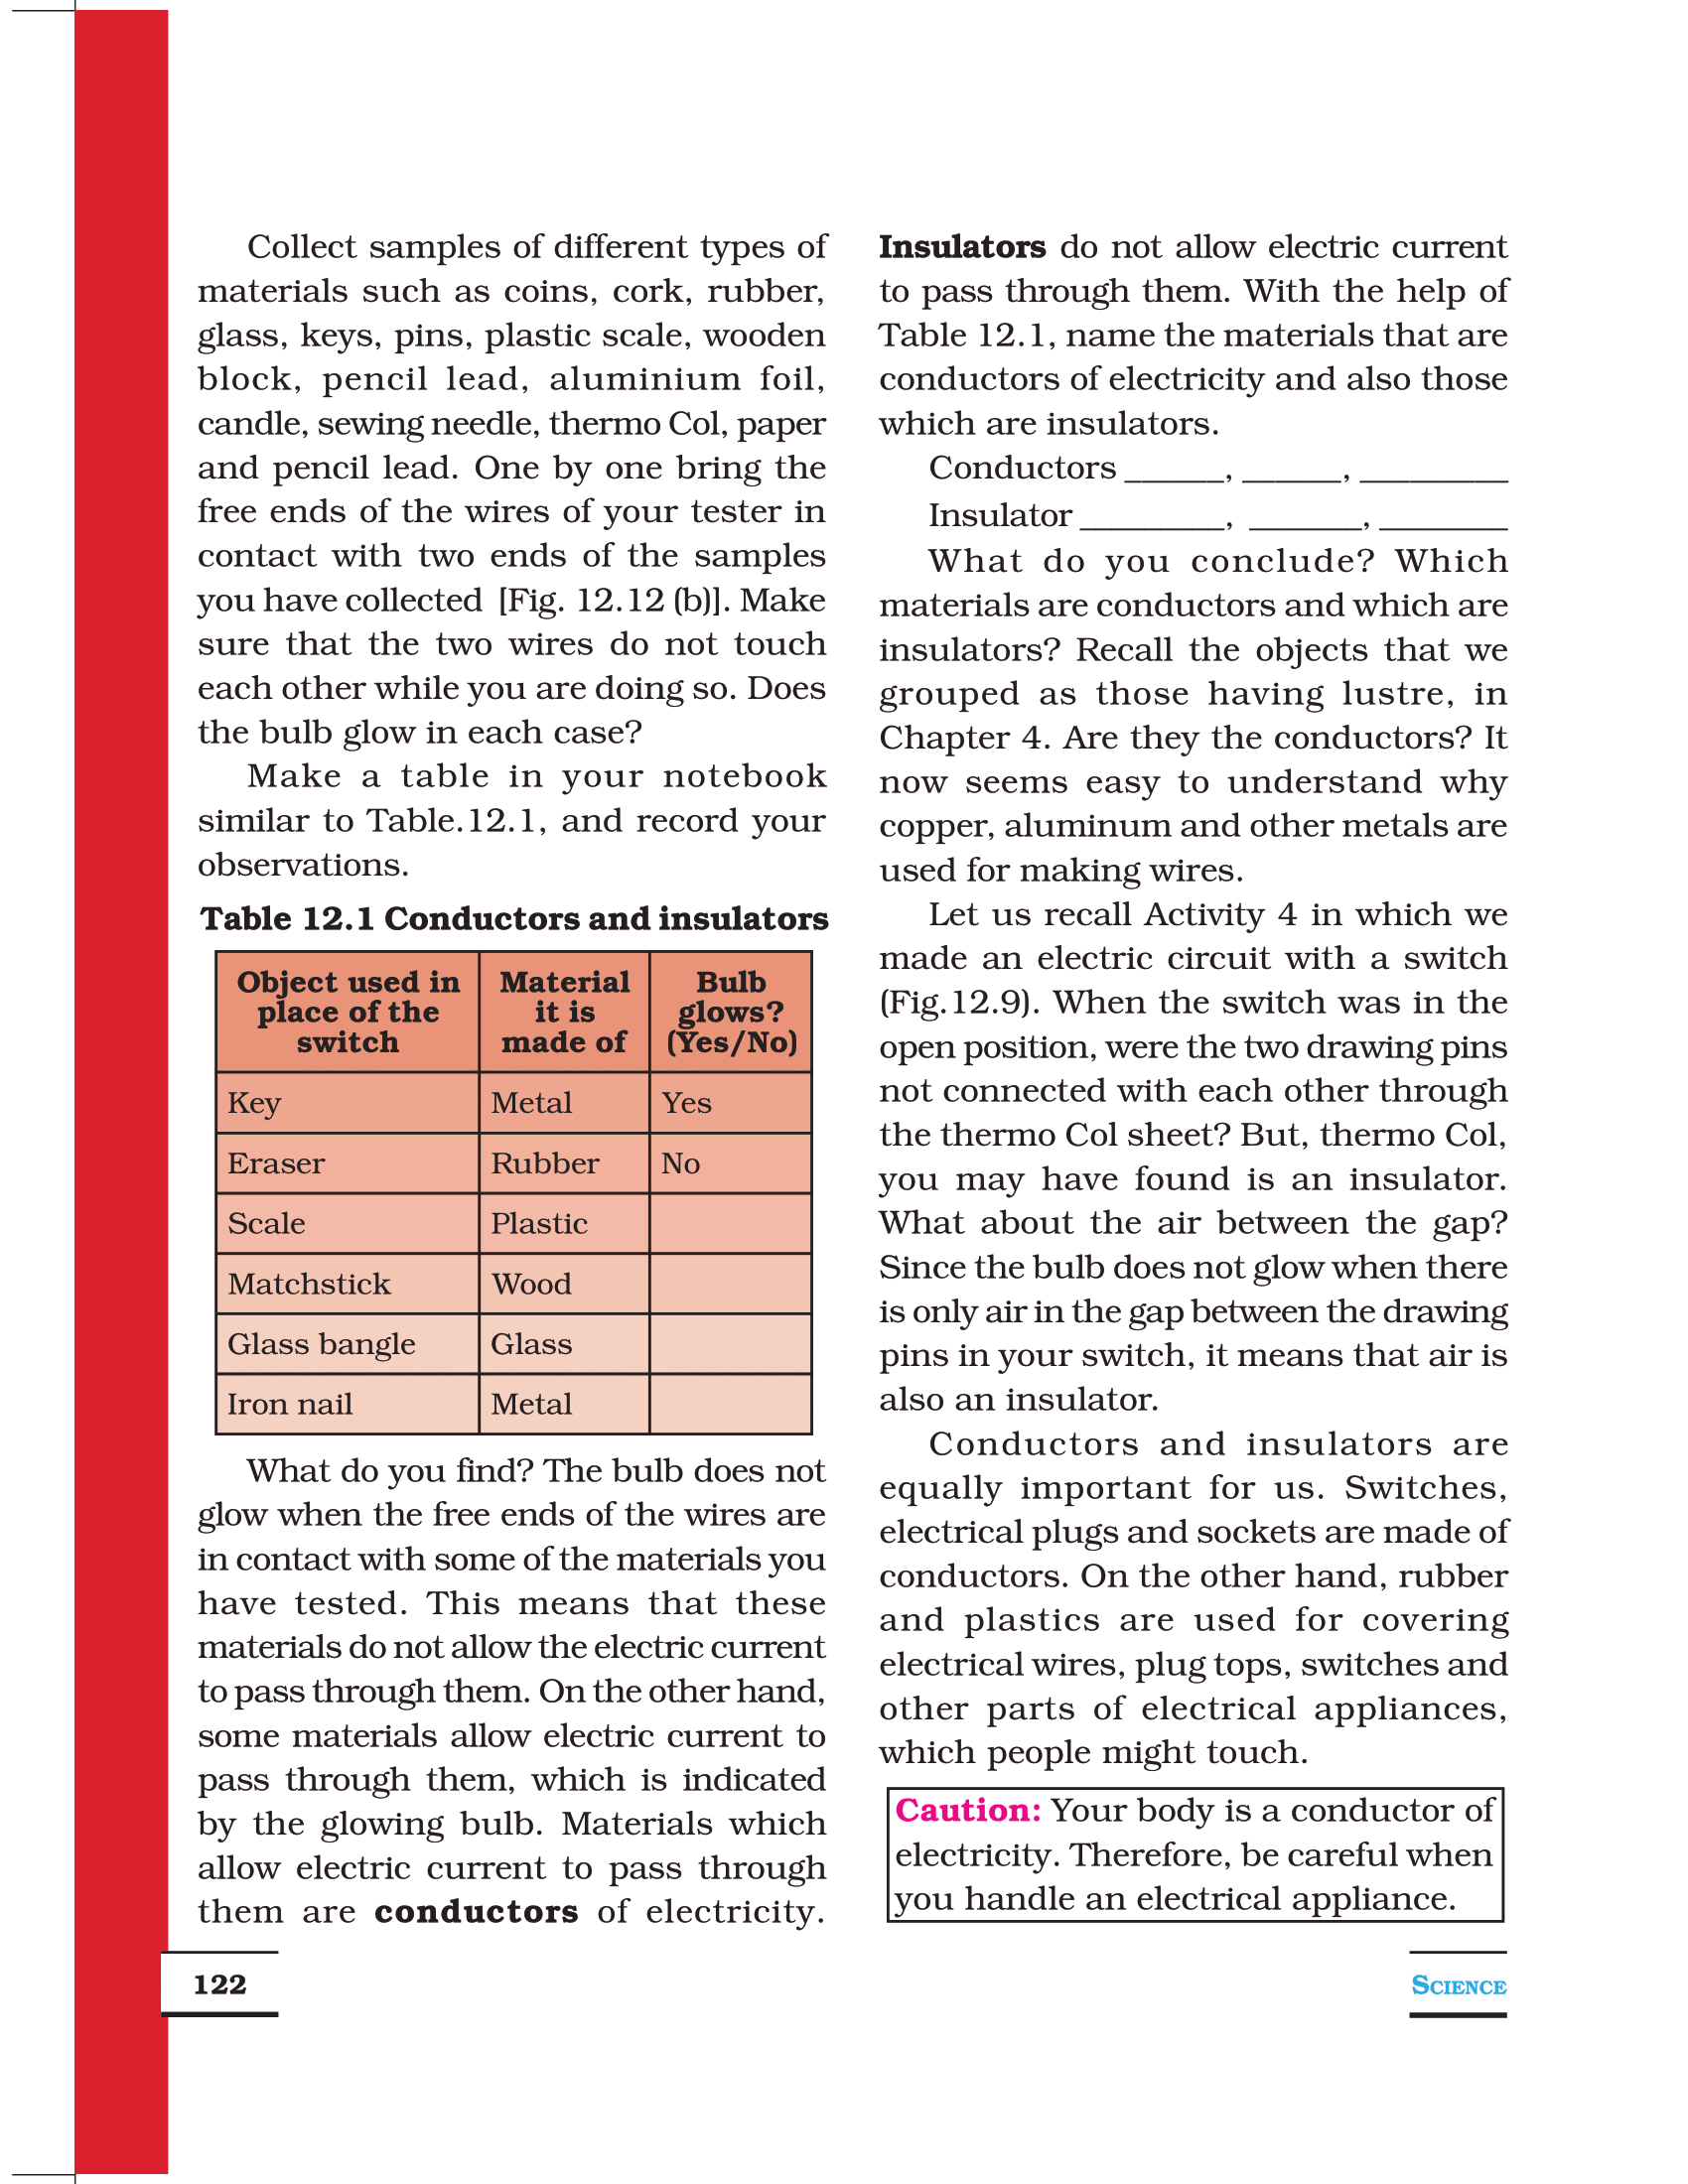 Collect samples of different types of
materials such as coins, cork, rubber,
glass, keys, pins, plastic scale, wooden
block, pencil lead, aluminium foil,
candle, sewing needle, thermo Col, paper
and pencil lead. One by one bring the
free ends of the wires of your tester in
contact with two ends of the samples
you have collected [Fig. 12.12 (b)]. Make
sure that the two wires do not touch
each other while you are doing so. Does
the bulb glow in each case?
Make a table in your notebook
similar to Table.12.1, and record your
observations.
Table 12.1 Conductors and insulators
Object used in place of the switch | Material it is made of | Bulb glows? (Yes/No)
Key | Metal | Yes
Eraser | Rubber | No
Scale | Plastic
Matchstick | Wood
Glass bangle | Glass
Iron nail | Metal
What do you find? The bulb does not
glow when the free ends of the wires are
in contact with some of the materials you
have tested. This means that these
materials do not allow the electric current
to pass through them. On the other hand,
some materials allow electric current to
pass through them, which is indicated
by the glowing bulb. Materials which
allow electric current to pass through
them are conductors of electricity.
Insulators do not allow electric current
to pass through them. With the help of
Table 12.1, name the materials that are
conductors of electricity and also those
which are insulators.
Conductors ______, ______, _________
Insulator _________, _______, ________
What do you conclude? Which
materials are conductors and which are
insulators? Recall the objects that we
grouped as those having lustre, in
Chapter 4. Are they the conductors? It
now seems easy to understand why
copper, aluminum and other metals are
used for making wires.
Let us recall Activity 4 in which we
made an electric circuit with a switch
(Fig.12.9). When the switch was in the
open position, were the two drawing pins
not connected with each other through
the thermo Col sheet? But, thermo Col,
you may have found is an insulator.
What about the air between the gap?
Since the bulb does not glow when there
is only air in the gap between the drawing
pins in your switch, it means that air is
also an insulator.
Conductors and insulators are
equally important for us. Switches,
electrical plugs and sockets are made of
conductors. On the other hand, rubber
and plastics are used for covering
electrical wires, plug tops, switches and
other parts of electrical appliances,
which people might touch.
Caution: Your body is a conductor of
electricity. Therefore, be careful when
you handle an electrical appliance.
122
SCIENCE